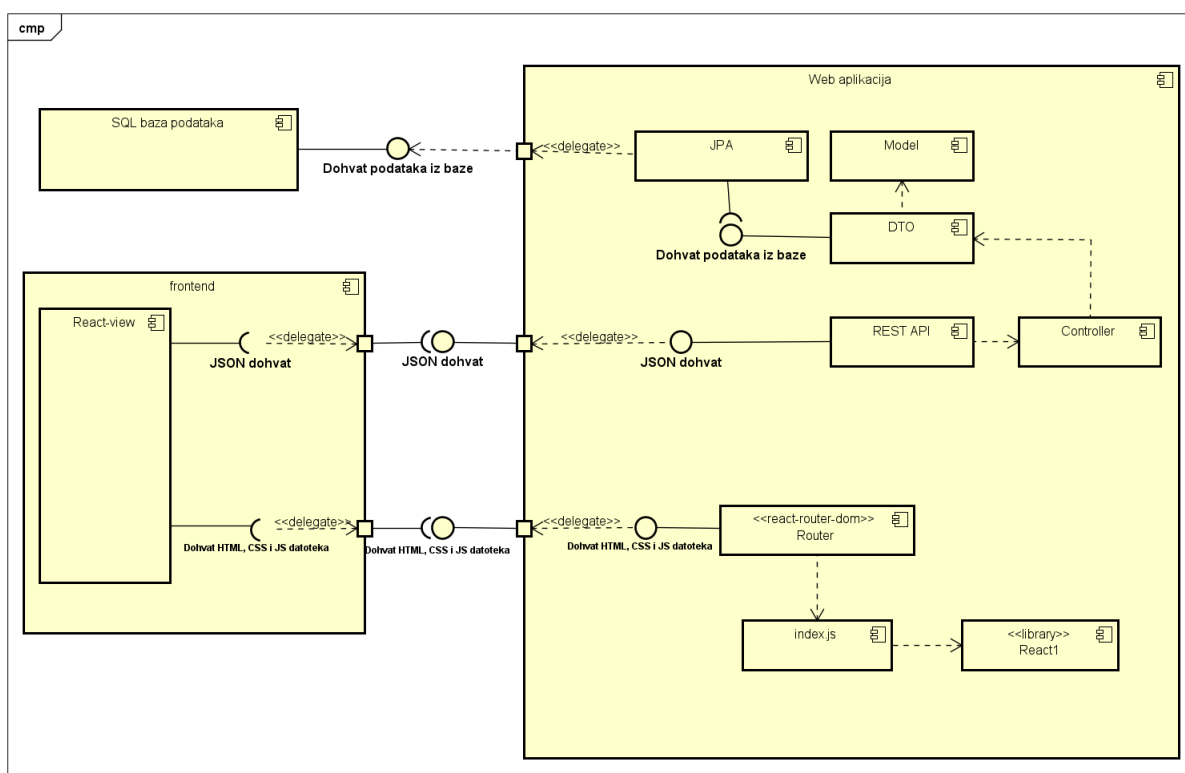 cmp
Web aplikacija
SQL baza podataka
Dohvat podataka iz baze
<<delegate>>
JPA
Model
DTO
Dohvat podataka iz baze
frontend
React-view
<<delegate>>
JSON dohvat
JSON dohvat
<<delegate>>
JSON dohvat
REST API
Controller
<<delegate>>
Dohvat HTML, CSS i JS datoteka
Dohvat HTML, CSS i JS datoteka
<<delegate>>
Dohvat HTML, CSS i JS datoteka
<<react-router-dom>>
Router
index.js
<<library>>
React1